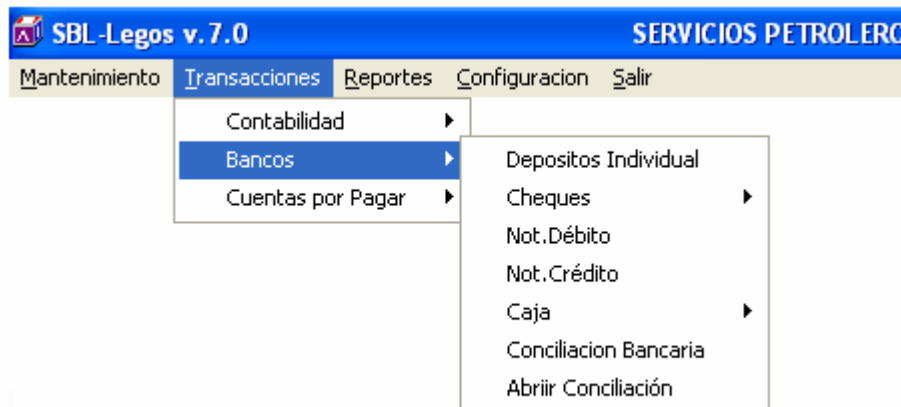 SBL-Legos v.7.0 SERVICIOS PETROLERO
Mantenimiento Transacciones Reportes Configuracion Salir
Contabilidad
Bancos
Cuentas por Pagar
Depositos Individual
Cheques
Not.Débito
Not.Crédito
Caja
Conciliacion Bancaria
Abriir Conciliación